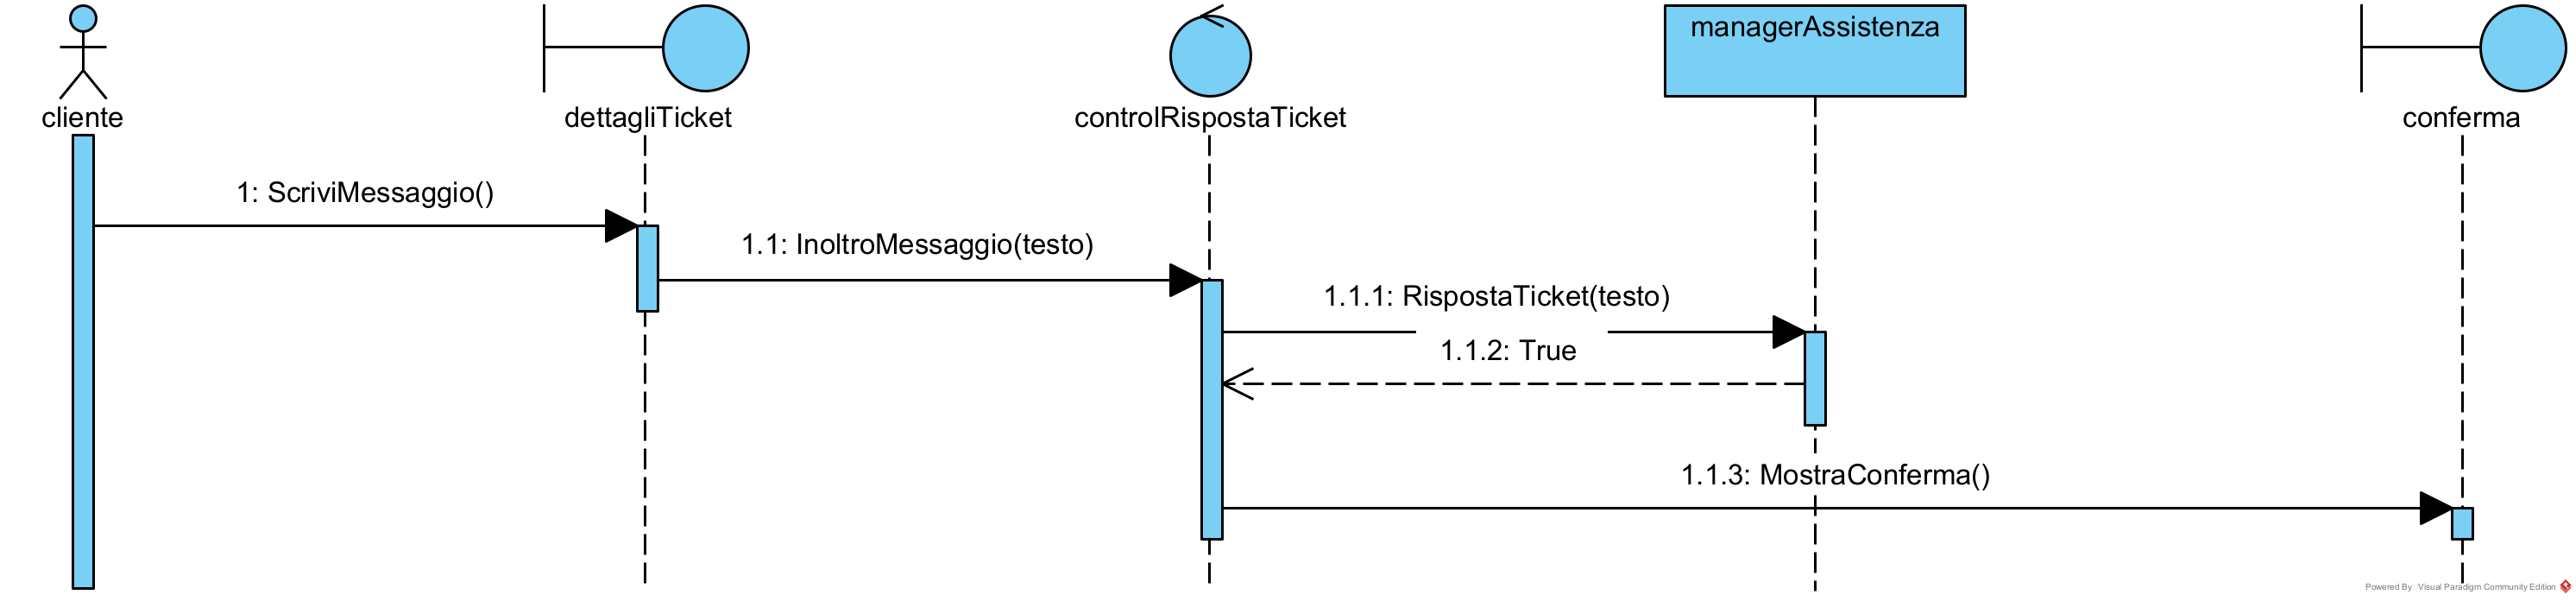 managerAssistenza
cliente
dettagliTicket
controlRispostaTicket
conferma
1: ScriviMessaggio()
1.1: InoltroMessaggio(testo)
1.1.1: RispostaTicket(testo)
1.1.2: True
1.1.3: MostraConferma()
Powered By Visual Paradigm Community Edition